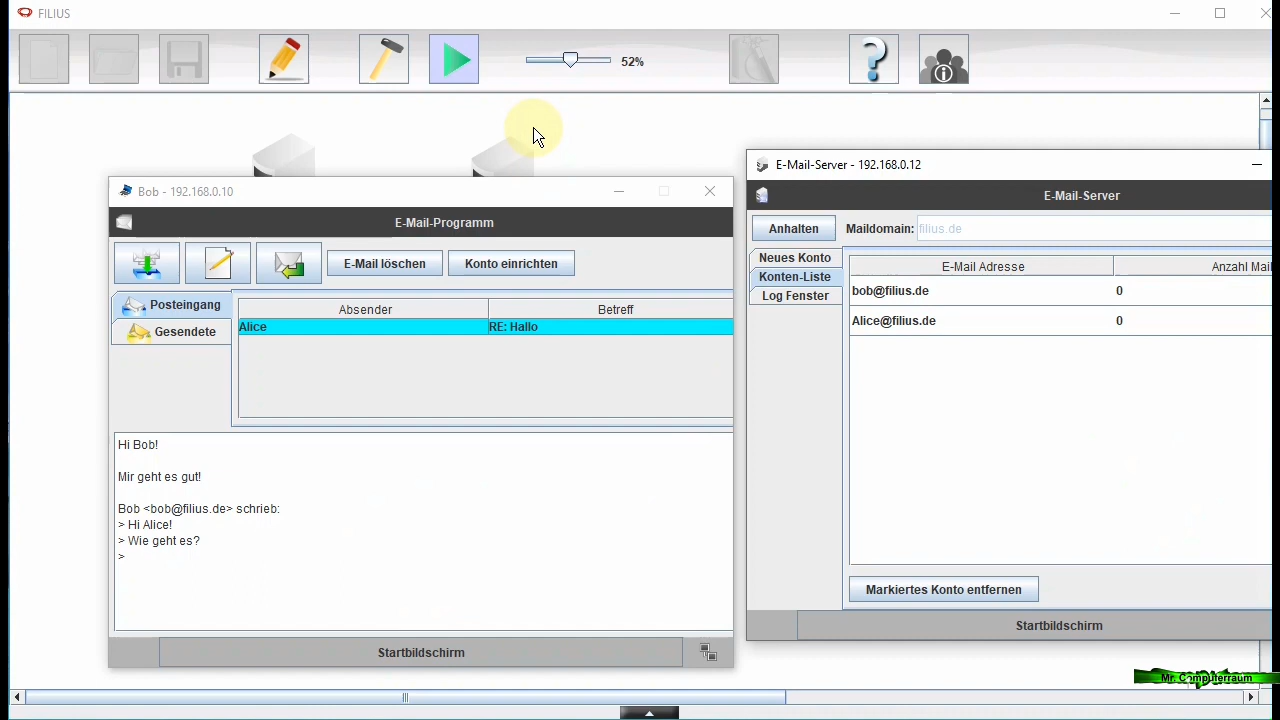 FILIUS
52%
Bob - 192.168.0.10
E-Mail-Programm
E-Mail löschen
Konto einrichten
Posteingang
Gesendete
Absender
Betreff
Alice
RE: Hallo
Hi Bob!
Mir geht es gut!
Bob <bob@filius.de> schrieb:
> Hi Alice!
> Wie geht es?
>
Startbildschirm
E-Mail-Server - 192.168.0.12
E-Mail-Server
Anhalten
Maildomain:
filius.de
Neues Konto
Konten-Liste
Log Fenster
E-Mail Adresse
Anzahl Mail
bob@filius.de
0
Alice@filius.de
0
Markiertes Konto entfernen
Startbildschirm
Mr. Computerraum